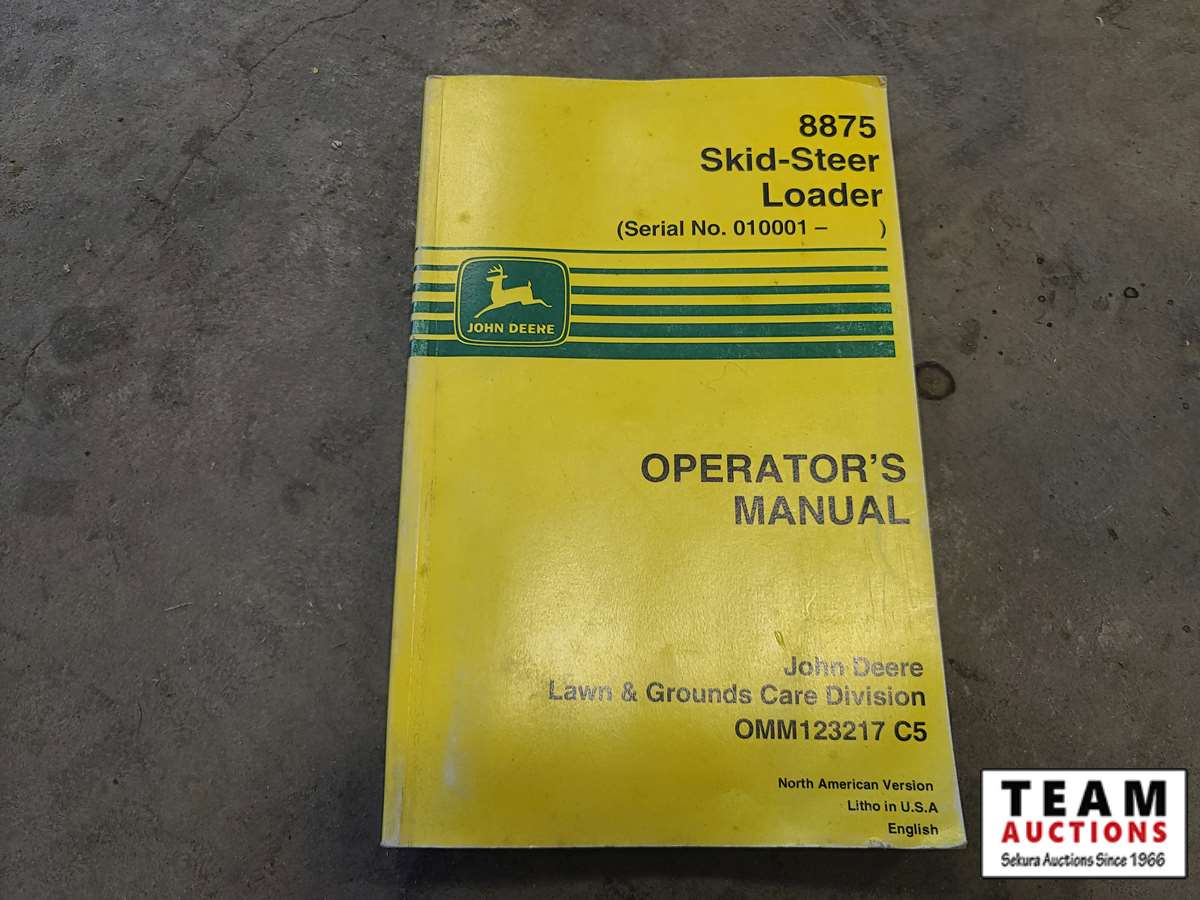 8875
Skid-Steer
Loader
(Serial No. 010001 – )
JOHN DEERE
OPERATOR'S
MANUAL
John Deere
Lawn & Grounds Care Division
OMM123217 C5
North American Version
Litho in U.S.A
English
TEAM
AUCTIONS
Sekura Auctions Since 1966